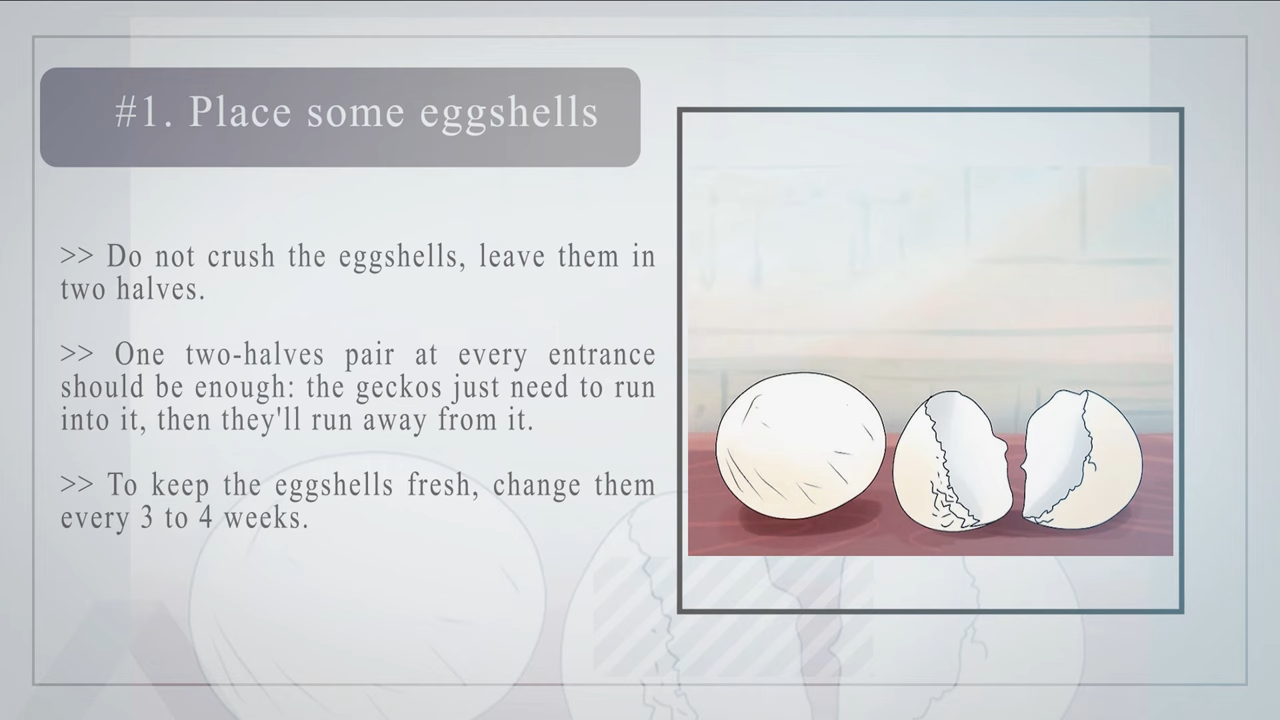 #1. Place some eggshells
>> Do not crush the eggshells, leave them in
two halves.
>> One two-halves pair at every entrance
should be enough: the geckos just need to run
into it, then they'll run away from it.
>> To keep the eggshells fresh, change them
every 3 to 4 weeks.